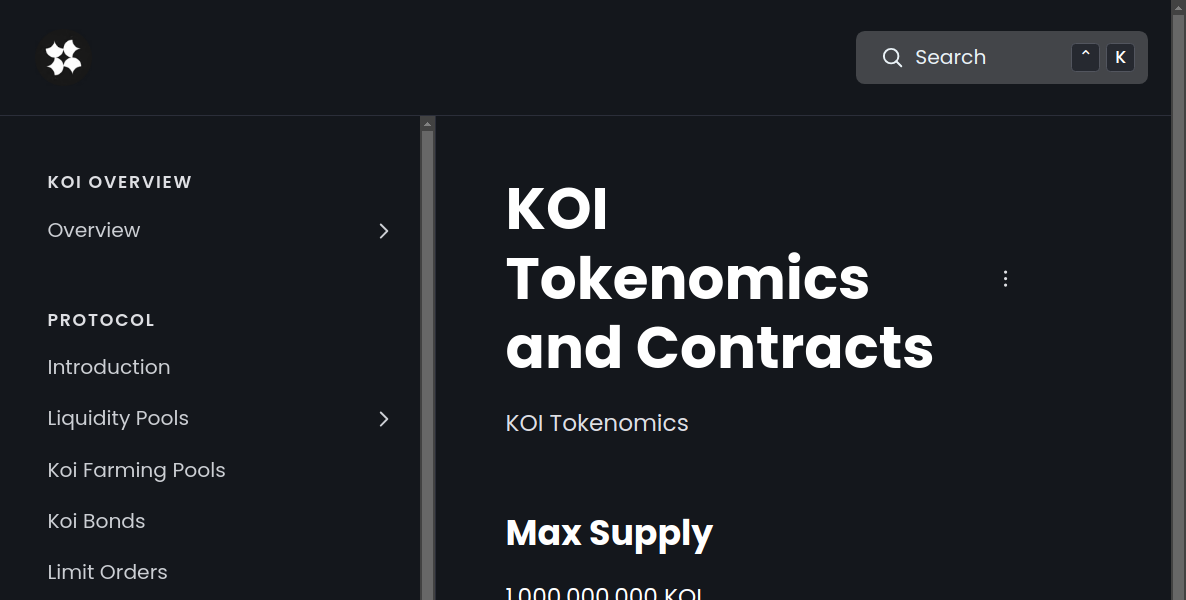 Search ⌃ K
KOI OVERVIEW
Overview
PROTOCOL
Introduction
Liquidity Pools
Koi Farming Pools
Koi Bonds
Limit Orders
KOI
Tokenomics
and Contracts
KOI Tokenomics
Max Supply
1,000,000,000 KOI